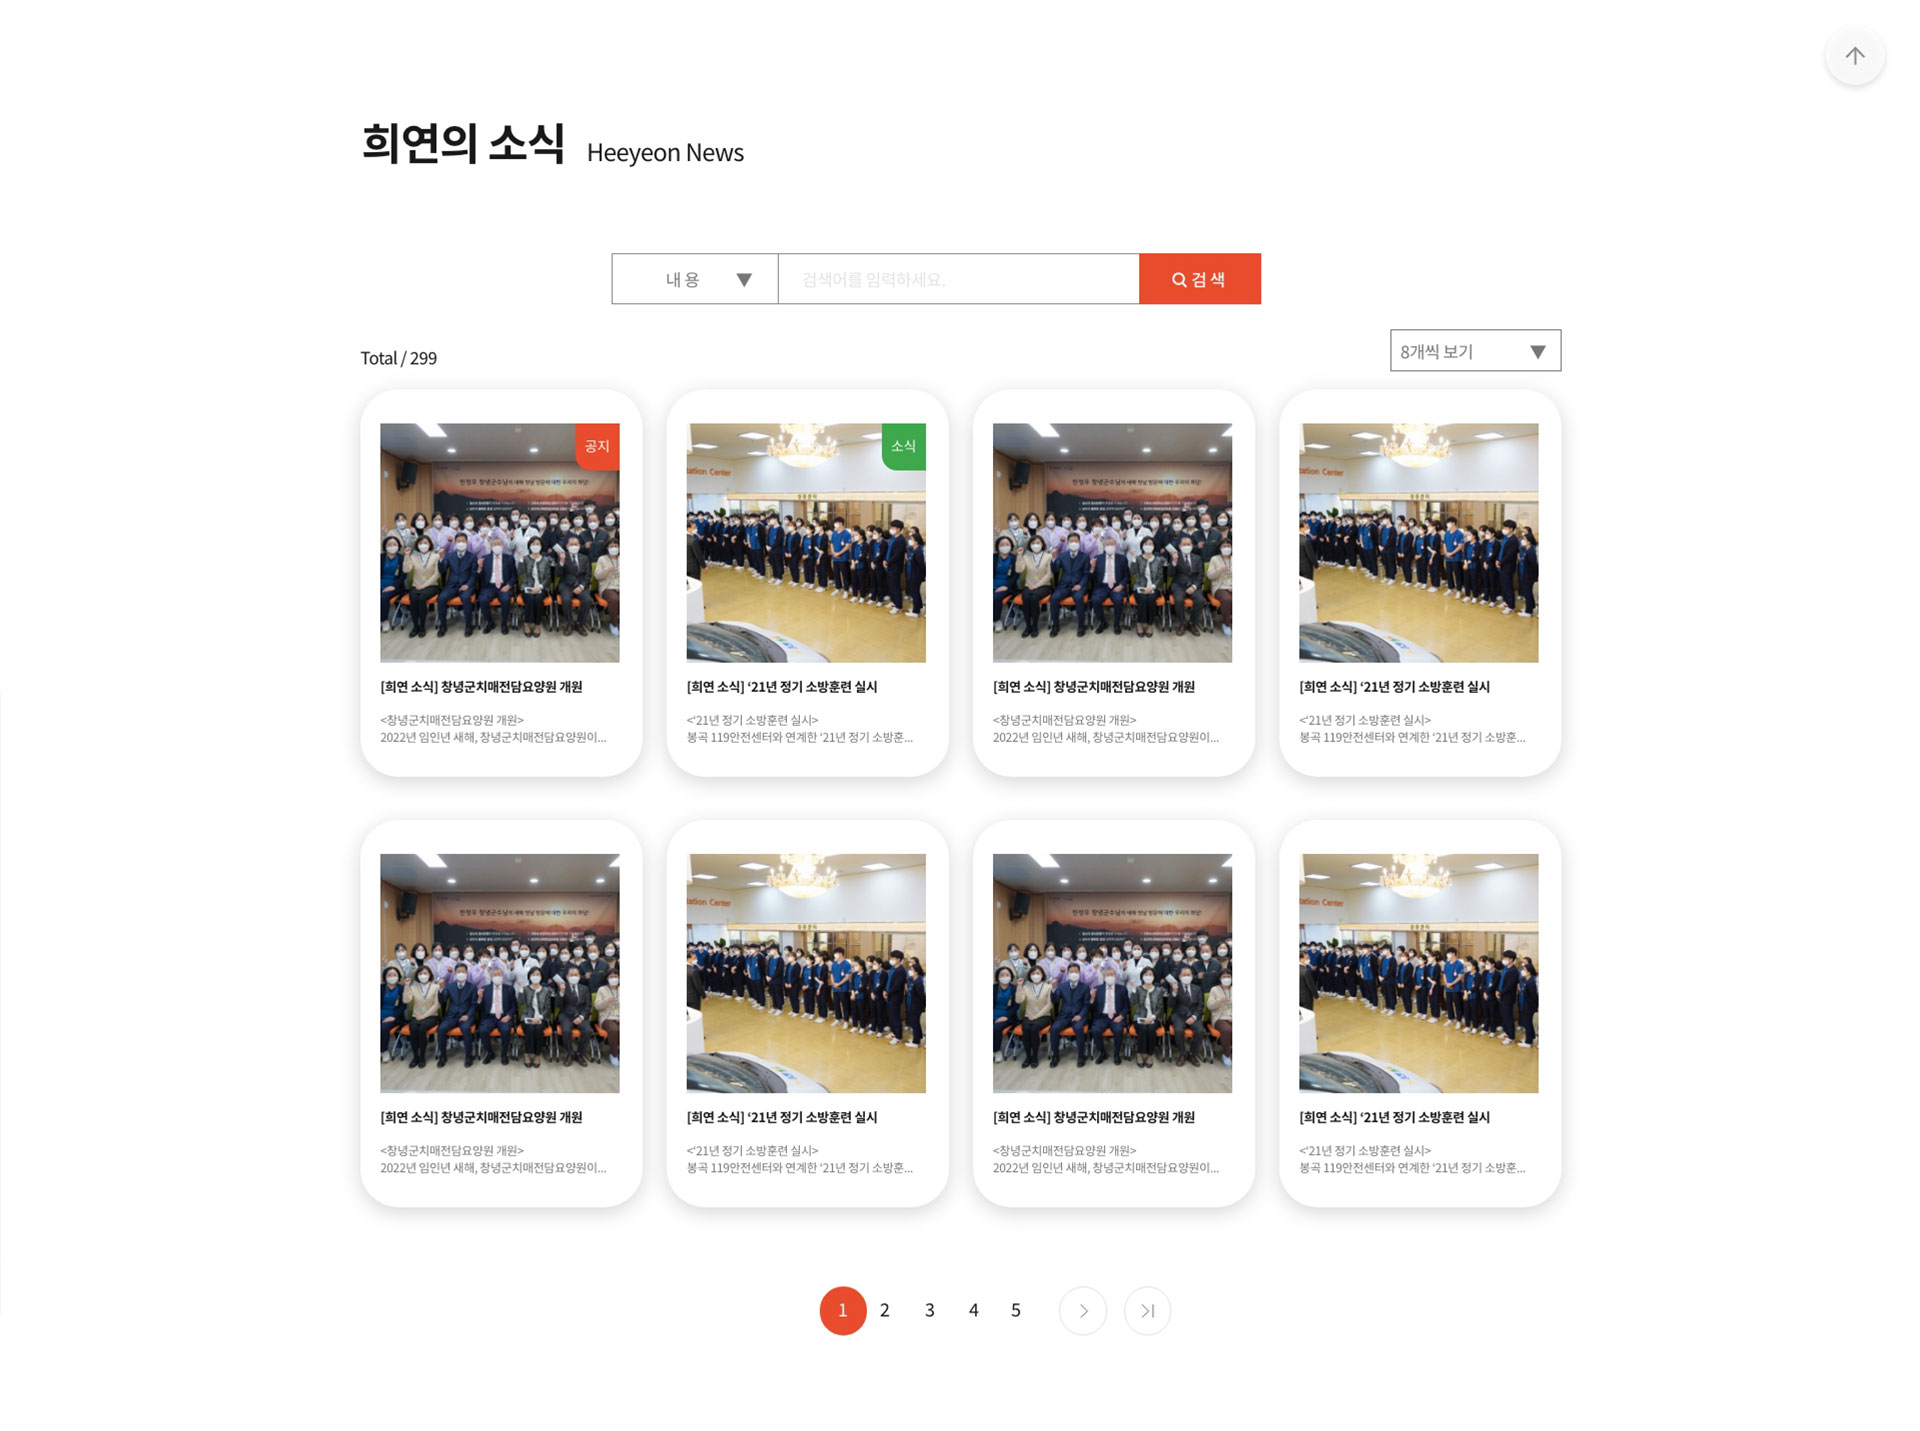 희연의 소식 Heeyeon News
내 용 ▼ 검색어를 입력하세요. 검 색
Total / 299
8개씩 보기 ▼
공지
소식
tation Center
tation Center
[희연 소식] 창녕군치매전담요양원 개원
[희연 소식] ‘21년 정기 소방훈련 실시
[희연 소식] 창녕군치매전담요양원 개원
[희연 소식] ‘21년 정기 소방훈련 실시
<창녕군치매전담요양원 개원>
2022년 임인년 새해, 창녕군치매전담요양원이...
<‘21년 정기 소방훈련 실시>
봉곡 119안전센터와 연계한 ‘21년 정기 소방훈...
<창녕군치매전담요양원 개원>
2022년 임인년 새해, 창녕군치매전담요양원이...
<‘21년 정기 소방훈련 실시>
봉곡 119안전센터와 연계한 ‘21년 정기 소방훈...
tation Center
tation Center
[희연 소식] 창녕군치매전담요양원 개원
[희연 소식] ‘21년 정기 소방훈련 실시
[희연 소식] 창녕군치매전담요양원 개원
[희연 소식] ‘21년 정기 소방훈련 실시
<창녕군치매전담요양원 개원>
2022년 임인년 새해, 창녕군치매전담요양원이...
<‘21년 정기 소방훈련 실시>
봉곡 119안전센터와 연계한 ‘21년 정기 소방훈...
<창녕군치매전담요양원 개원>
2022년 임인년 새해, 창녕군치매전담요양원이...
<‘21년 정기 소방훈련 실시>
봉곡 119안전센터와 연계한 ‘21년 정기 소방훈...
1 2 3 4 5